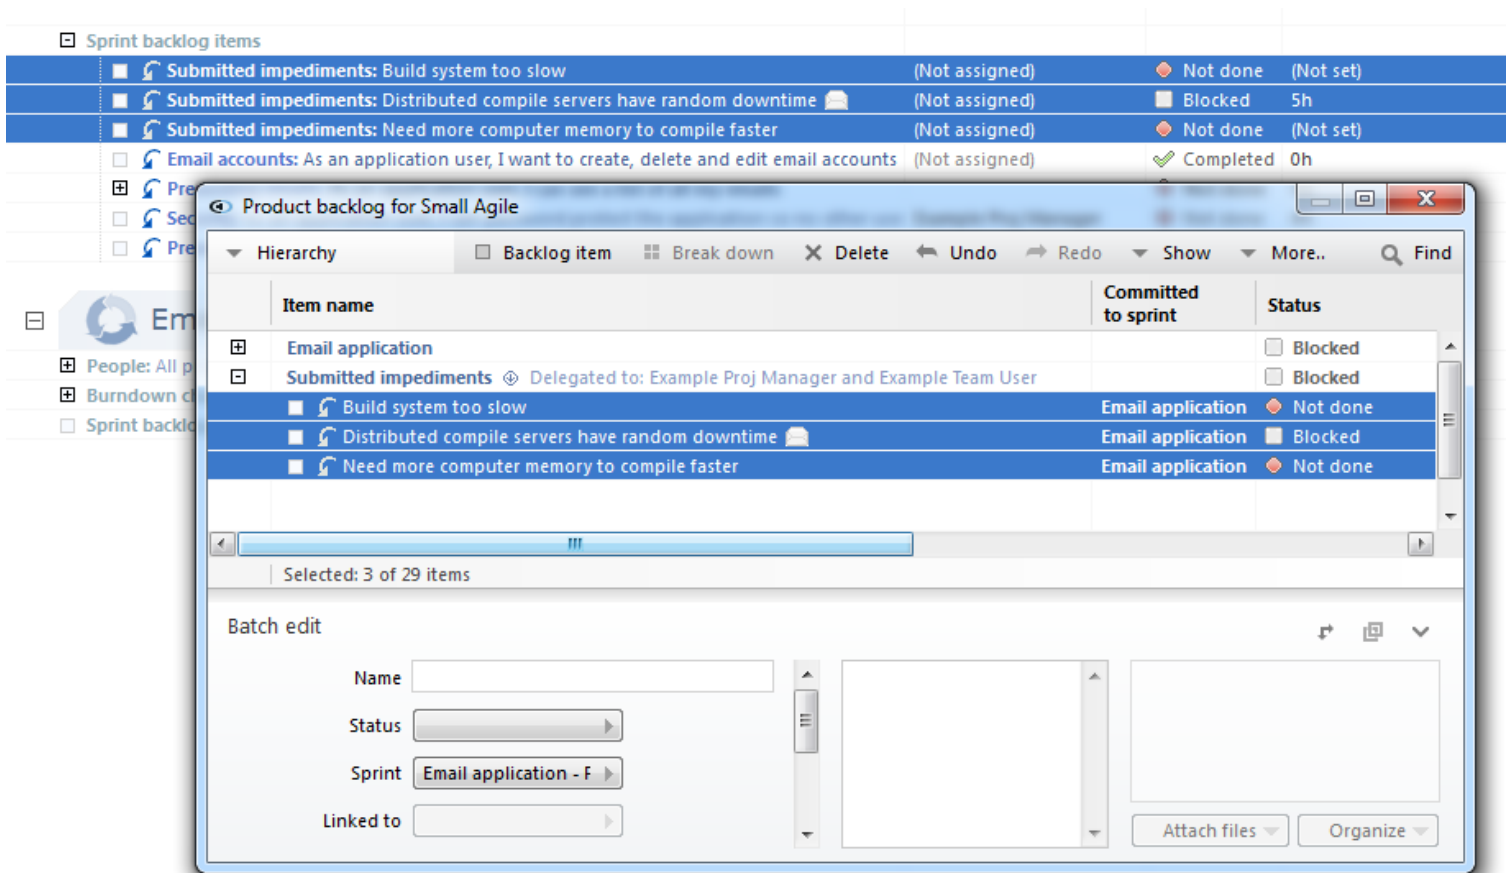 Sprint backlog items
Submitted impediments: Build system too slow (Not assigned) Not done (Not set)
Submitted impediments: Distributed compile servers have random downtime (Not assigned) Blocked 5h
Submitted impediments: Need more computer memory to compile faster (Not assigned) Not done (Not set)
Email accounts: As an application user, I want to create, delete and edit email accounts (Not assigned) Completed 0h
Pre
Sec
Pre
Em
People: All p
Burndown cl
Sprint backlo
Product backlog for Small Agile
Hierarchy Backlog item Break down Delete Undo Redo Show More.. Find
Item name Committed to sprint Status
Email application Blocked
Submitted impediments Delegated to: Example Proj Manager and Example Team User Blocked
Build system too slow Email application Not done
Distributed compile servers have random downtime Email application Blocked
Need more computer memory to compile faster Email application Not done
Selected: 3 of 29 items
Batch edit
Name
Status
Sprint Email application - F
Linked to
Attach files Organize